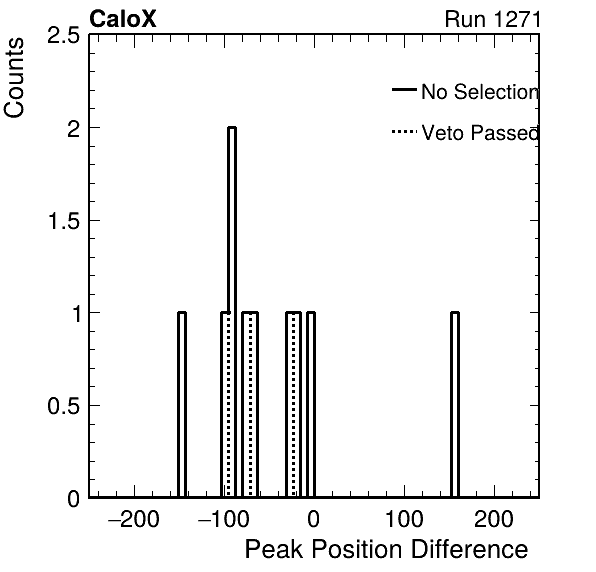 CaloX Run 1271
Counts
2.5
2
1.5
1
0.5
0
No Selection
Veto Passed
−200 −100 0 100 200
Peak Position Difference